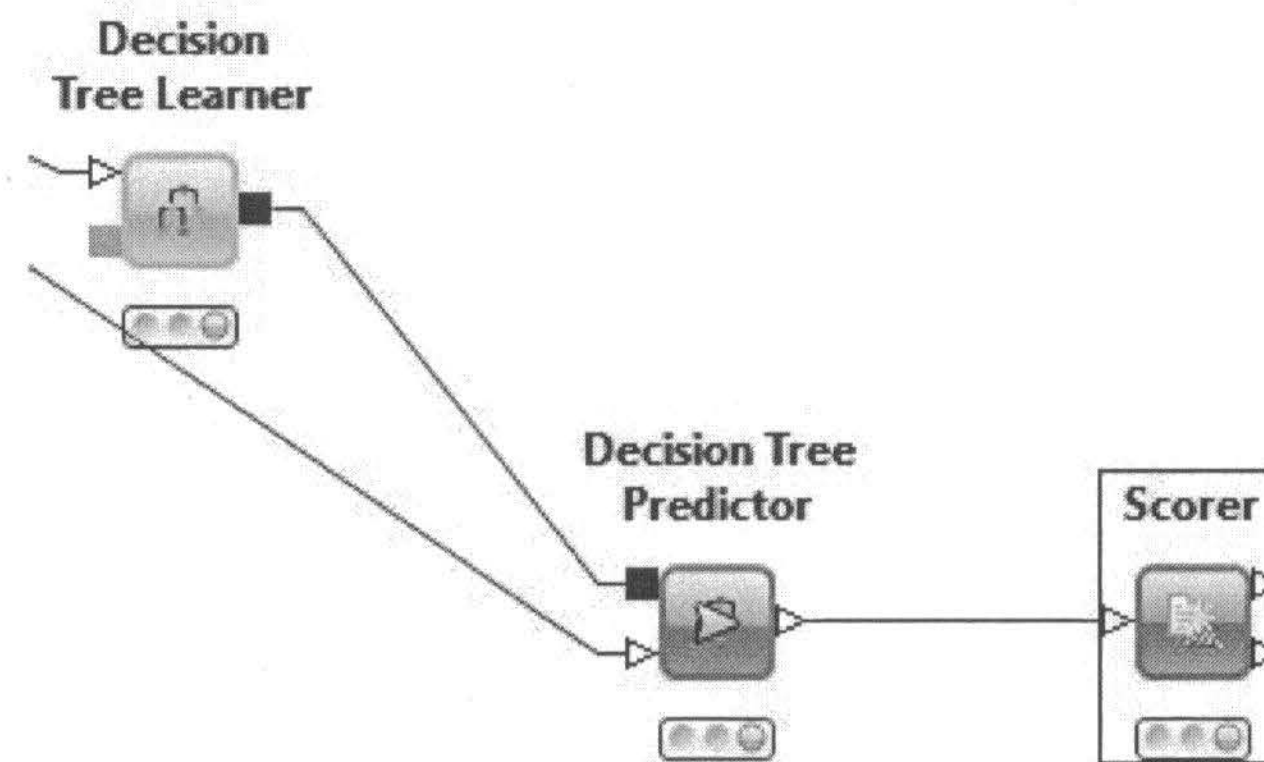 Decision
Tree Learner
Decision Tree
Predictor
Scorer